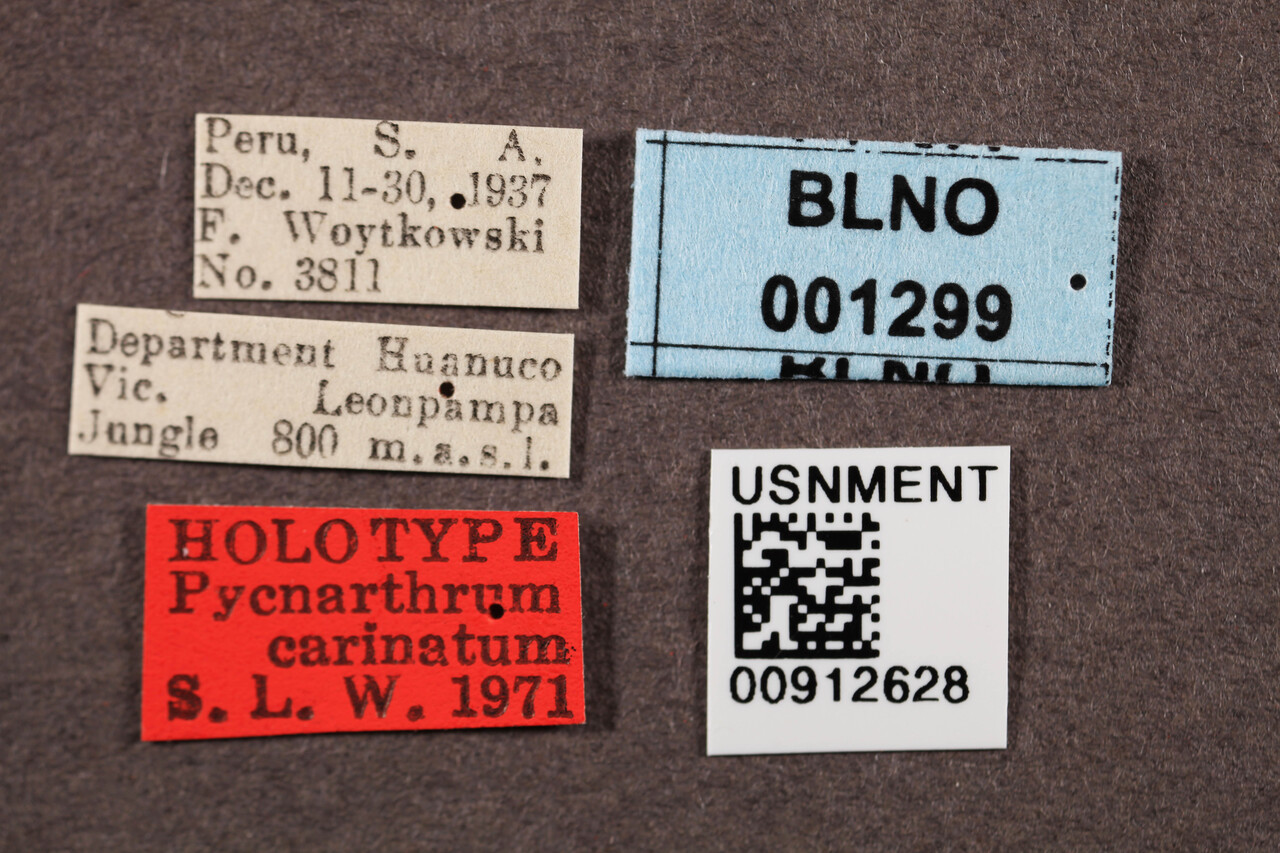 Peru, S. A.
Dec. 11-30, 1937
F. Woytkowski
No. 3811
Department Huanuco
Vic. Leonpampa
Jungle 800 m.a.s.l.
HOLOTYPE
Pycnarthrum
carinatum
S. L. W. 1971
BLNO
001299
BLNO
USNMENT
00912628